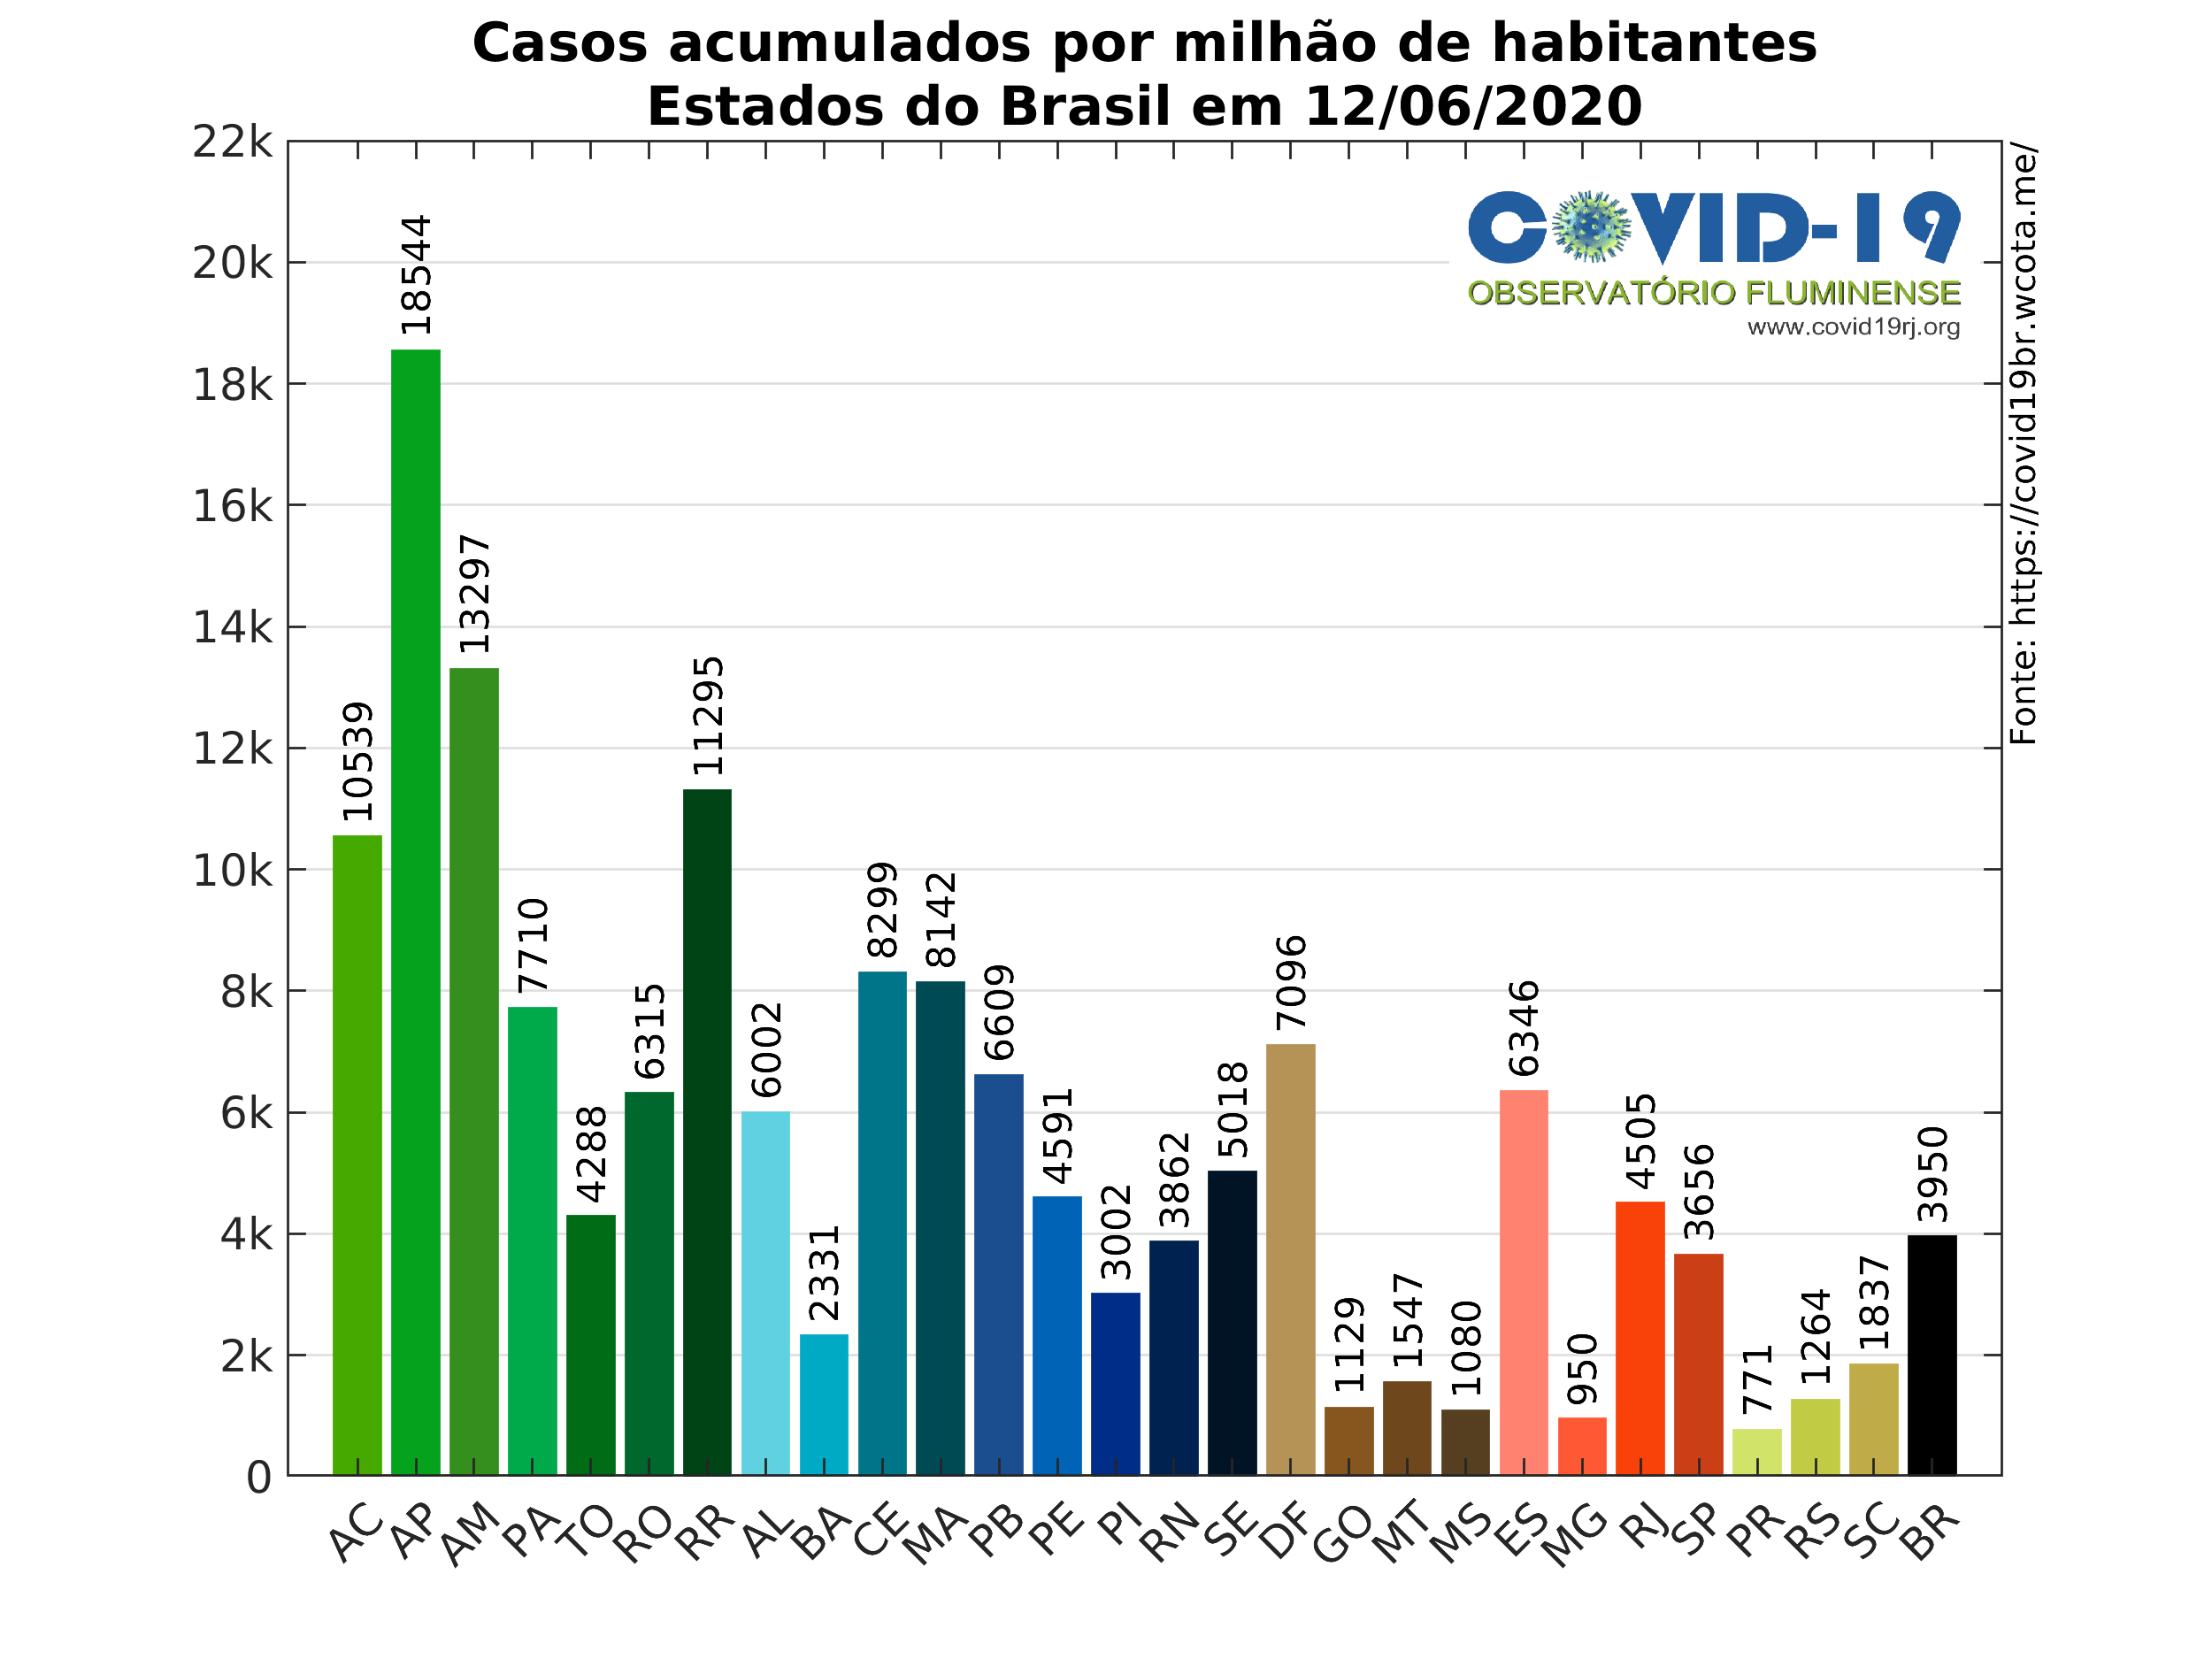 Casos acumulados por milhão de habitantes
Estados do Brasil em 12/06/2020
22k
20k
18k
16k
14k
12k
10k
8k
6k
4k
2k
0
10539
18544
13297
7710
4288
6315
11295
6002
2331
8299
8142
6609
4591
3002
3862
5018
7096
1129
1547
1080
6346
950
4505
3656
771
1264
1837
3950
COVID-19
OBSERVATÓRIO FLUMINENSE
www.covid19rj.org
Fonte: https://covid19br.wcota.me/
AC
AP
AM
PA
TO
RO
RR
AL
BA
CE
MA
PB
PE
PI
RN
SE
DF
GO
MT
MS
ES
MG
RJ
SP
PR
RS
SC
BR